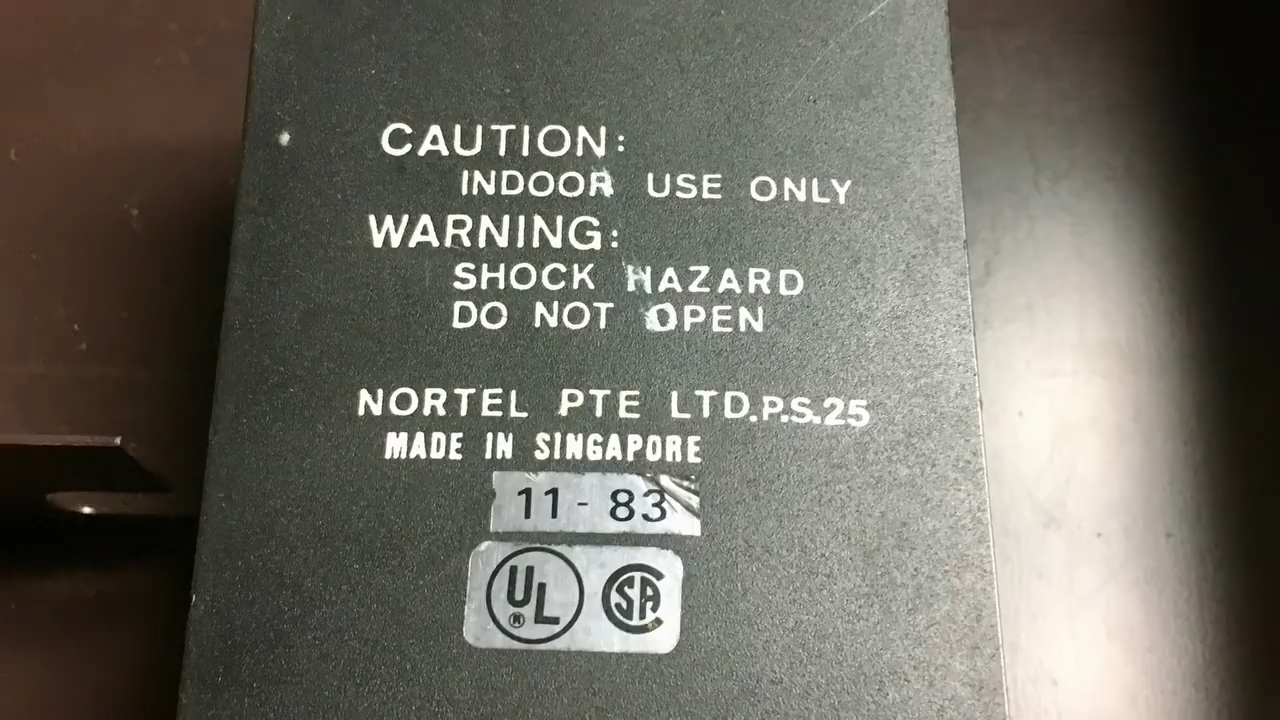 CAUTION:
INDOOR USE ONLY
WARNING:
SHOCK HAZARD
DO NOT OPEN
NORTEL PTE LTD.P.S.25
MADE IN SINGAPORE
11 - 83
UL ® SA